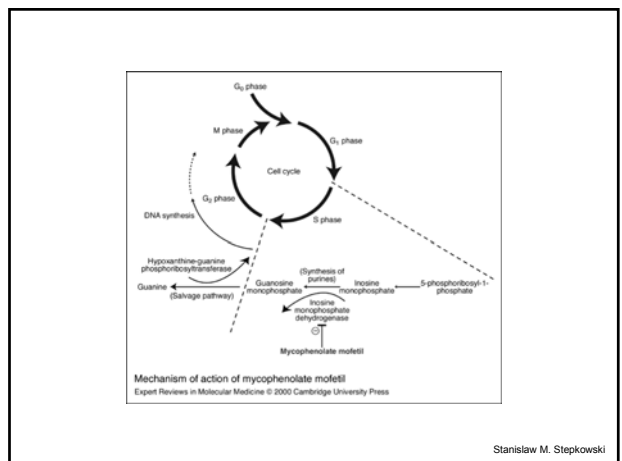 G₀ phase
M phase
G₁ phase
Cell cycle
G₂ phase
S phase
DNA synthesis
Hypoxanthine-guanine
phosphoribosyltransferase
Guanine
(Salvage pathway)
Guanosine
monophosphate
(Synthesis of
purines)
Inosine
monophosphate
5-phosphoribosyl-1-
phosphate
Inosine
monophosphate
dehydrogenase
⊖
Mycophenolate mofetil
Mechanism of action of mycophenolate mofetil
Expert Reviews in Molecular Medicine © 2000 Cambridge University Press
Stanislaw M. Stepkowski